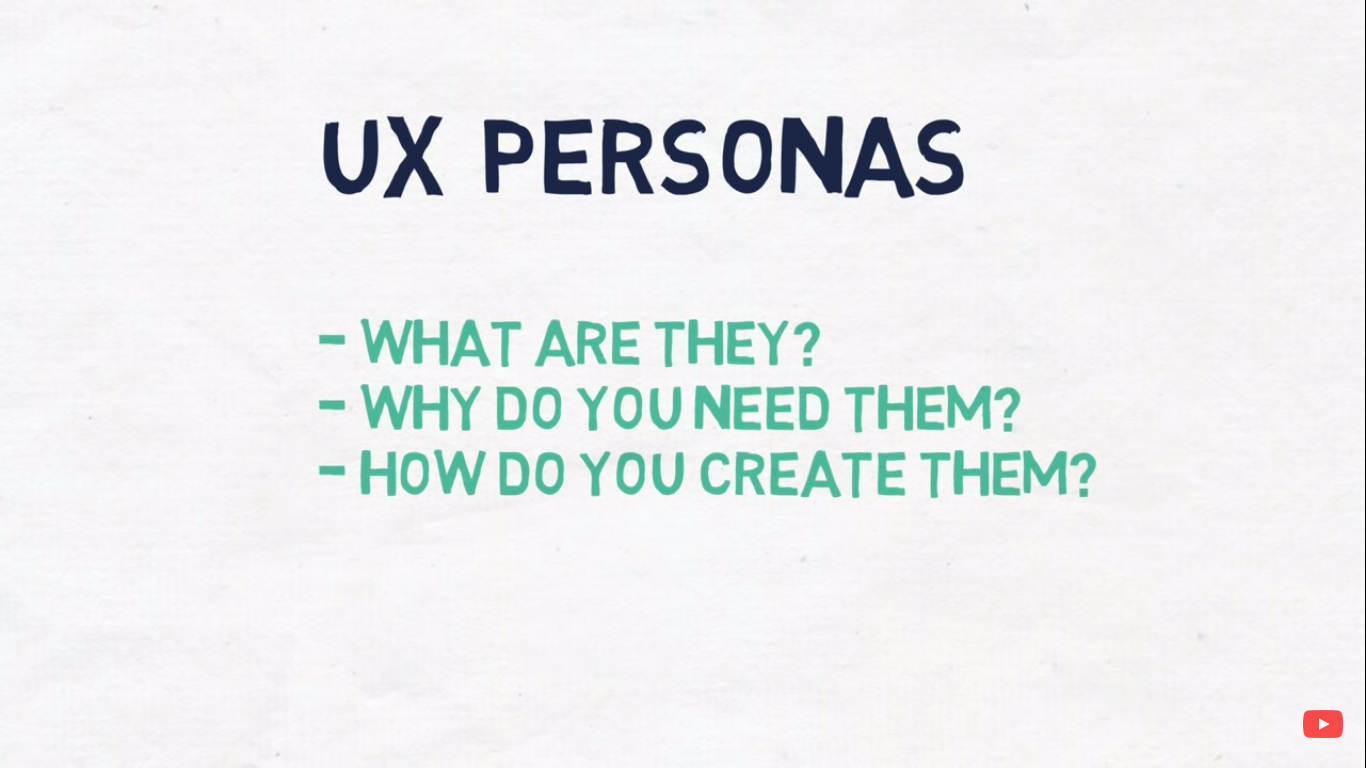 UX PERSONAS
- WHAT ARE THEY?
- WHY DO YOU NEED THEM?
- HOW DO YOU CREATE THEM?